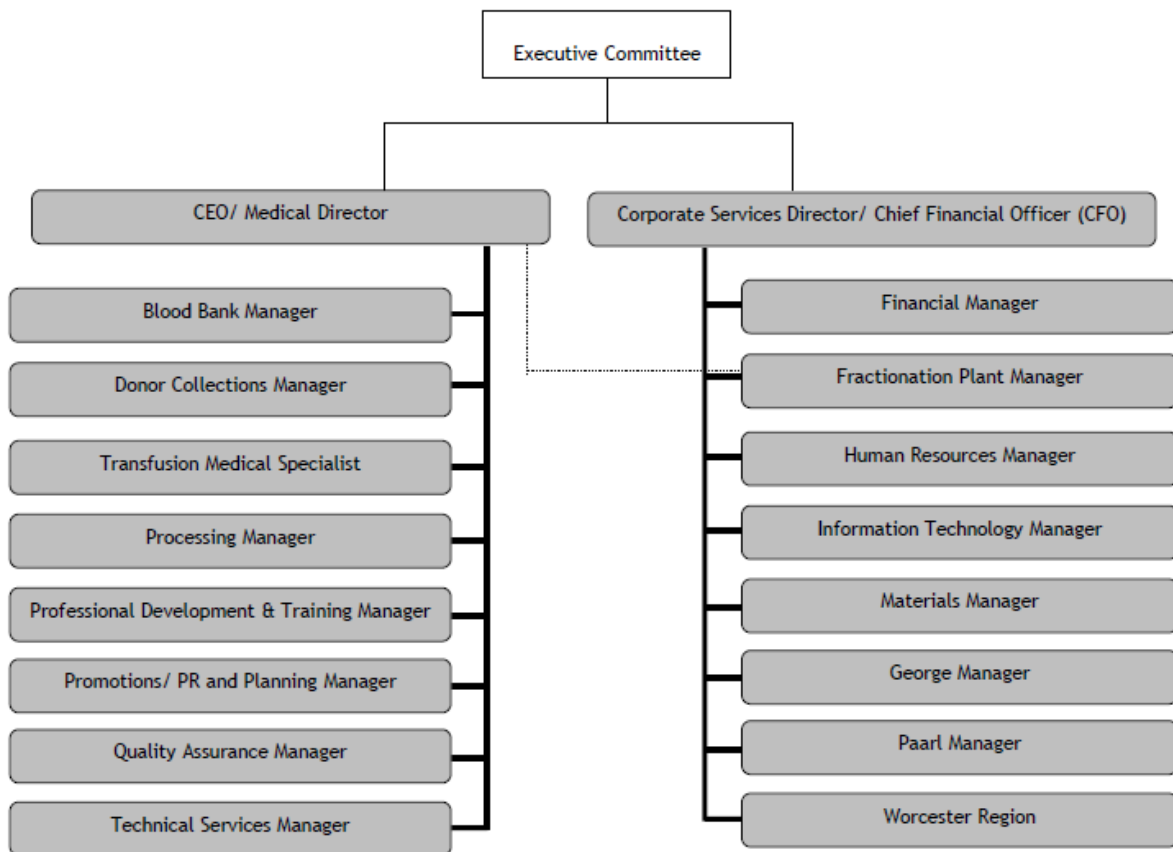 Executive Committee
CEO/ Medical Director
Corporate Services Director/ Chief Financial Officer (CFO)
Blood Bank Manager
Donor Collections Manager
Transfusion Medical Specialist
Processing Manager
Professional Development & Training Manager
Promotions/ PR and Planning Manager
Quality Assurance Manager
Technical Services Manager
Financial Manager
Fractionation Plant Manager
Human Resources Manager
Information Technology Manager
Materials Manager
George Manager
Paarl Manager
Worcester Region